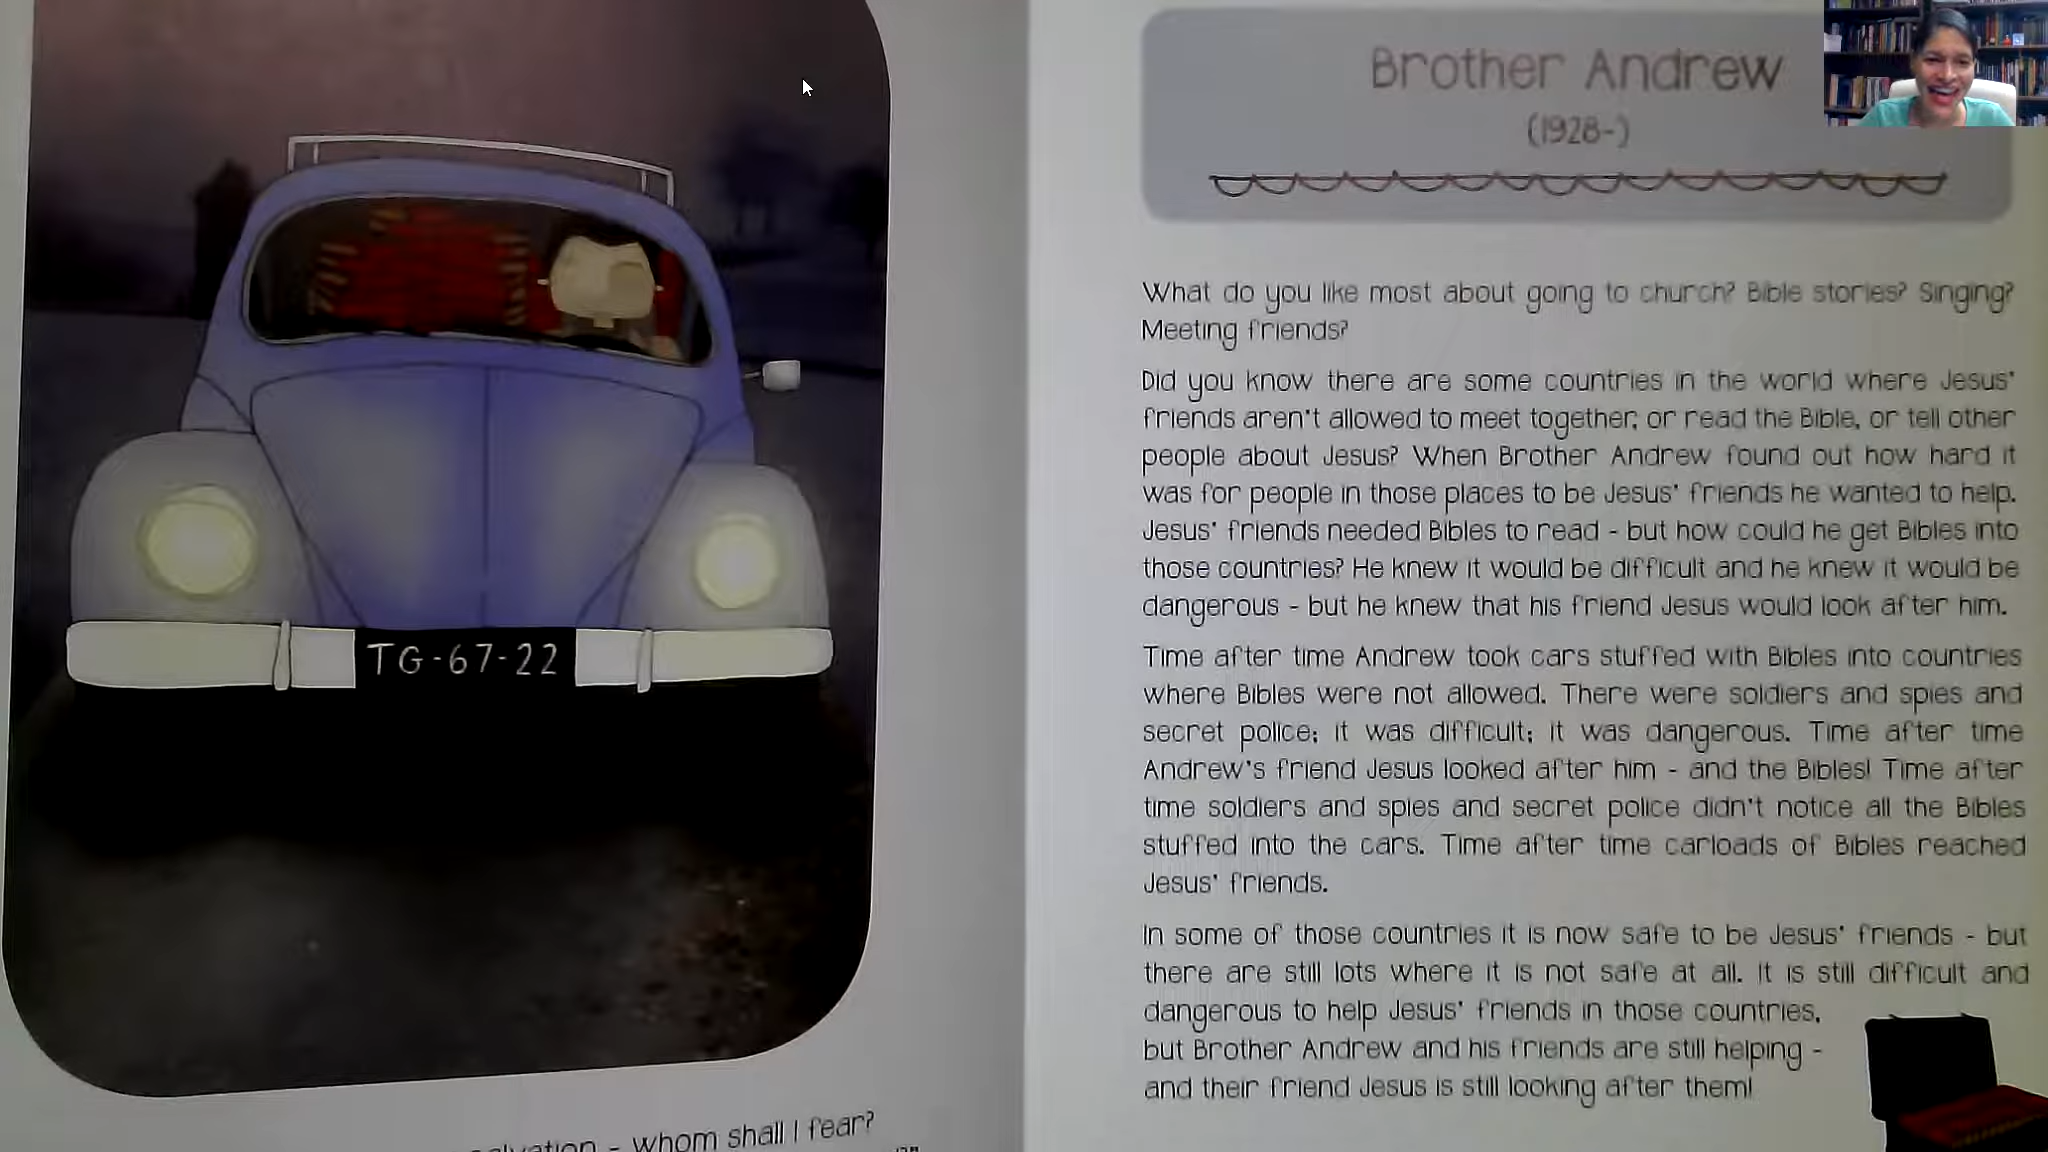 TG-67-22
- whom shall I fear?
Brother Andrew
(1928-)
What do you like most about going to church? Bible stories? Singing?
Meeting friends?
Did you know there are some countries in the world where Jesus'
friends aren't allowed to meet together, or read the Bible, or tell other
people about Jesus? When Brother Andrew found out how hard it
was for people in those places to be Jesus' friends he wanted to help.
Jesus' friends needed Bibles to read - but how could he get Bibles into
those countries? He knew it would be difficult and he knew it would be
dangerous - but he knew that his friend Jesus would look after him.
Time after time Andrew took cars stuffed with Bibles into countries
where Bibles were not allowed. There were soldiers and spies and
secret police; it was difficult; it was dangerous. Time after time
Andrew's friend Jesus looked after him - and the Bibles! Time after
time soldiers and spies and secret police didn't notice all the Bibles
stuffed into the cars. Time after time carloads of Bibles reached
Jesus' friends.
In some of those countries it is now safe to be Jesus' friends - but
there are still lots where it is not safe at all. It is still difficult and
dangerous to help Jesus' friends in those countries,
but Brother Andrew and his friends are still helping -
and their friend Jesus is still looking after them!